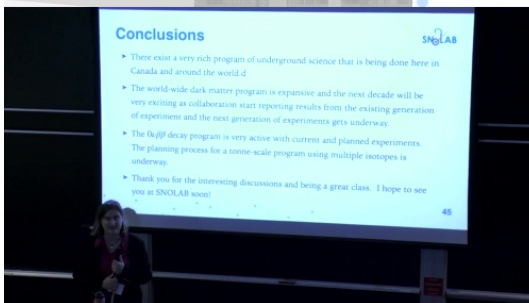 Conclusions
SNOLAB
➤ There exist a very rich program of underground science that is being done here in
Canada and around the world.d
➤ The world-wide dark matter program is expansive and the next decade will be
very exciting as collaboration start reporting results from the existing generation
of experiment and the next generation of experiments gets underway.
➤ The 0νββ decay program is very active with current and planned experiments.
The planning process for a tonne-scale program using multiple isotopes is
underway.
➤ Thank you for the interesting discussions and being a great class. I hope to see
you at SNOLAB soon!
45